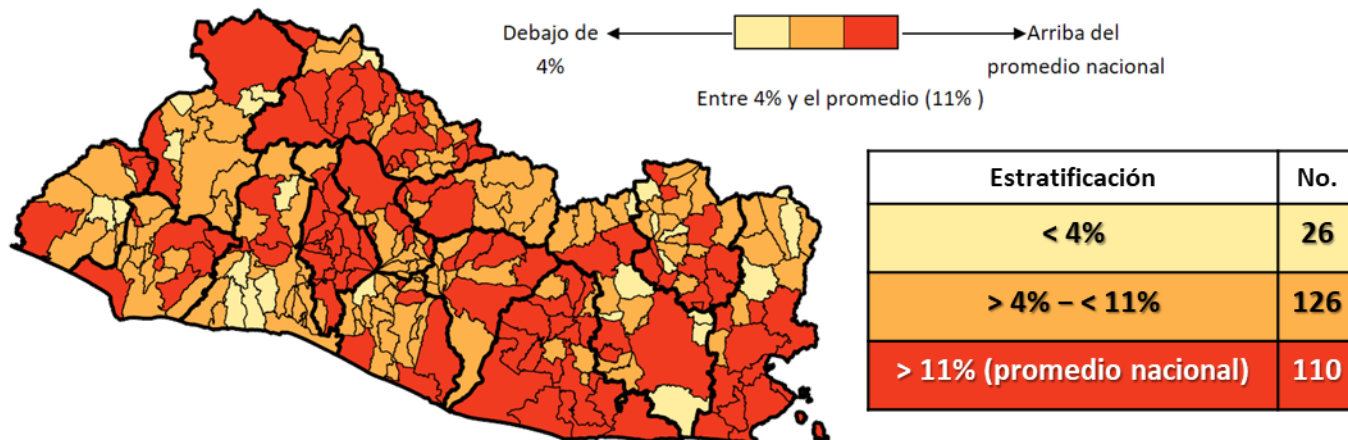 Debajo de
4%
Arriba del
promedio nacional
Entre 4% y el promedio (11% )
Estratificación No.
< 4% 26
> 4% – < 11% 126
> 11% (promedio nacional) 110